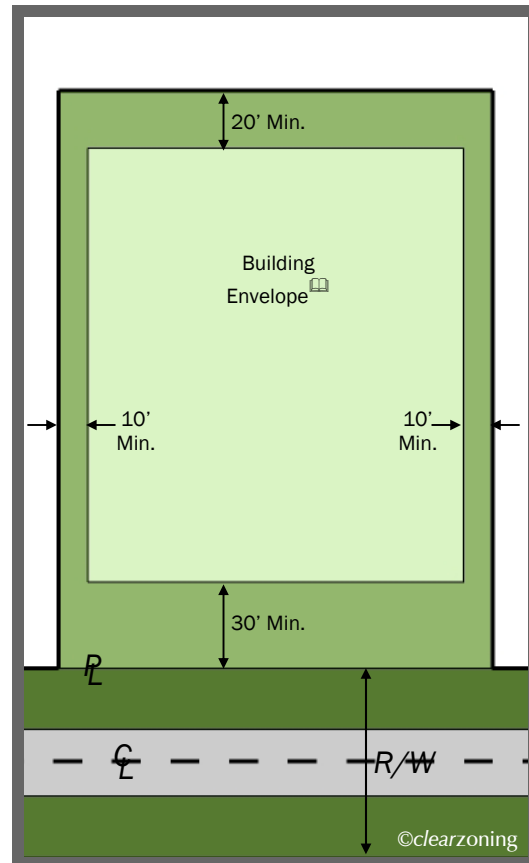 20' Min.
Building
Envelope
10'
Min.
10'
Min.
30' Min.
PL
CL
R/W
©clearzoning